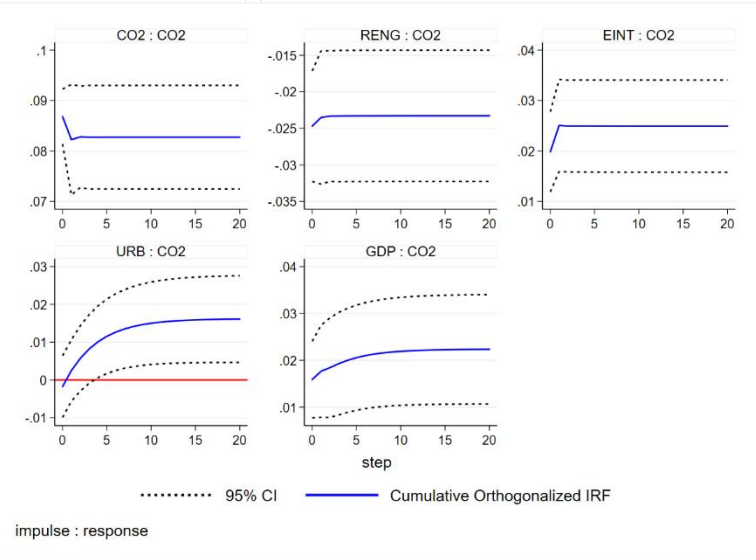 CO2 : CO2
.1
.09
.08
.07
0 5 10 15 20
RENG : CO2
-.015
-.02
-.025
-.03
-.035
0 5 10 15 20
EINT : CO2
.04
.03
.02
.01
0 5 10 15 20
URB : CO2
.03
.02
.01
0
-.01
0 5 10 15 20
GDP : CO2
.04
.03
.02
.01
0 5 10 15 20
step
95% CI Cumulative Orthogonalized IRF
impulse : response